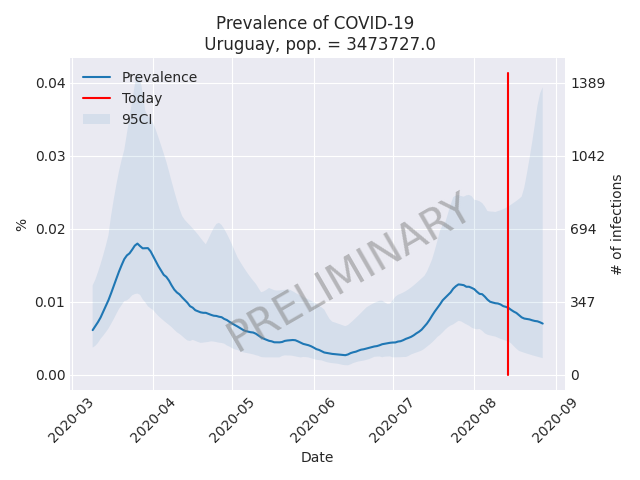 Prevalence of COVID-19
Uruguay, pop. = 3473727.0
Prevalence
Today
95CI
PRELIMINARY
%
0.04
0.03
0.02
0.01
0.00
1389
1042
694
347
0
# of infections
2020-03
2020-04
2020-05
2020-06
2020-07
2020-08
2020-09
Date